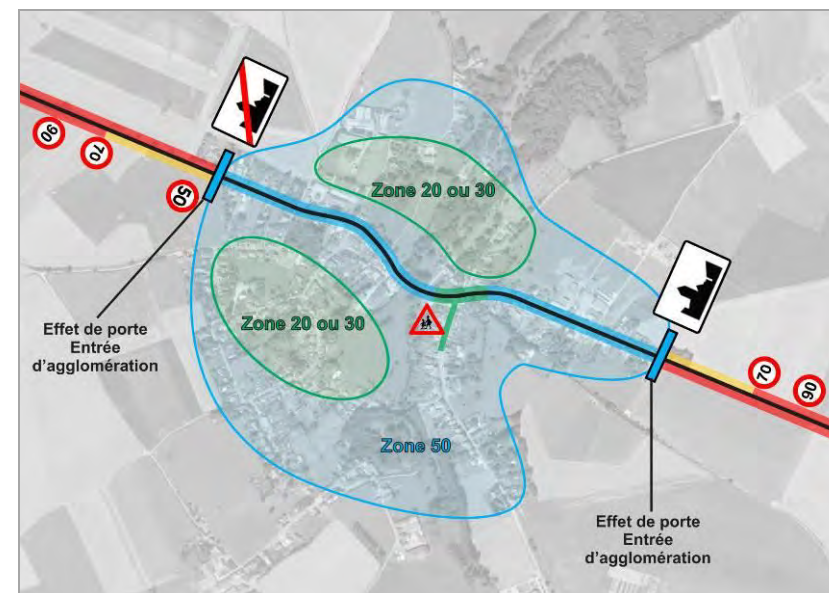 90
70
50
Zone 20 ou 30
Zone 20 ou 30
Effet de porte
Entrée
d'agglomération
Zone 50
70
90
Effet de porte
Entrée
d'agglomération